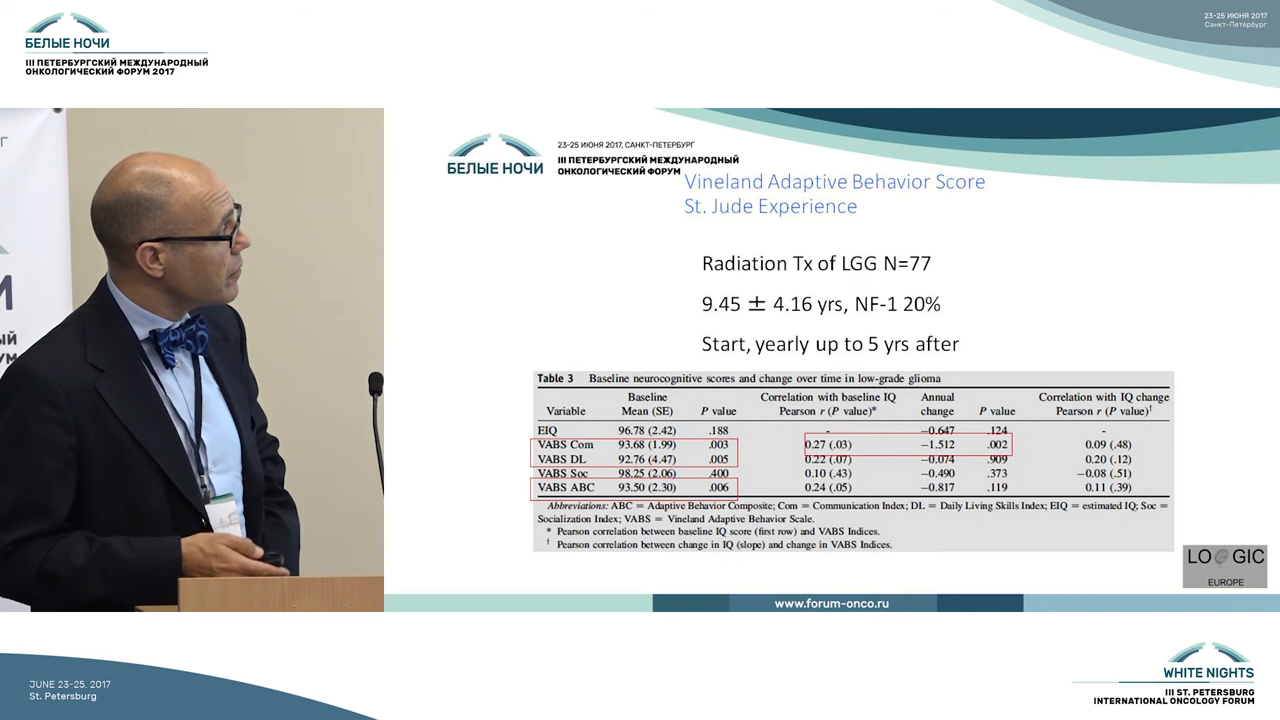 БЕЛЫЕ НОЧИ
III ПЕТЕРБУРГСКИЙ МЕЖДУНАРОДНЫЙ
ОНКОЛОГИЧЕСКИЙ ФОРУМ 2017
23-25 ИЮНЯ 2017
Санкт-Петербург
БЕЛЫЕ НОЧИ
23-25 ИЮНЯ 2017, САНКТ-ПЕТЕРБУРГ
III ПЕТЕРБУРГСКИЙ МЕЖДУНАРОДНЫЙ
ОНКОЛОГИЧЕСКИЙ ФОРУМ
Vineland Adaptive Behavior Score
St. Jude Experience
Radiation Tx of LGG N=77
9.45 ± 4.16 yrs, NF-1 20%
Start, yearly up to 5 yrs after
Table 3 Baseline neurocognitive scores and change over time in low-grade glioma
Baseline Correlation with baseline IQ Annual Correlation with IQ change
Variable Mean (SE) P value Pearson r (P value)* change P value Pearson r (P value)†
EIQ 96.78 (2.42) .188 - −0.647 .124 -
VABS Com 93.68 (1.99) .003 0.27 (.03) −1.512 .002 0.09 (.48)
VABS DL 92.76 (4.47) .005 0.22 (.07) −0.074 .909 0.20 (.12)
VABS Soc 98.25 (2.06) .400 0.10 (.43) −0.490 .373 −0.08 (.51)
VABS ABC 93.50 (2.30) .006 0.24 (.05) −0.817 .119 0.11 (.39)
Abbreviations: ABC = Adaptive Behavior Composite; Com = Communication Index; DL = Daily Living Skills Index; EIQ = estimated IQ; Soc =
Socialization Index; VABS = Vineland Adaptive Behavior Scale.
* Pearson correlation between baseline IQ score (first row) and VABS Indices.
† Pearson correlation between change in IQ (slope) and change in VABS Indices.
LOGGIC
EUROPE
www.forum-onco.ru
JUNE 23-25, 2017
St. Petersburg
WHITE NIGHTS
III ST. PETERSBURG
INTERNATIONAL ONCOLOGY FORUM